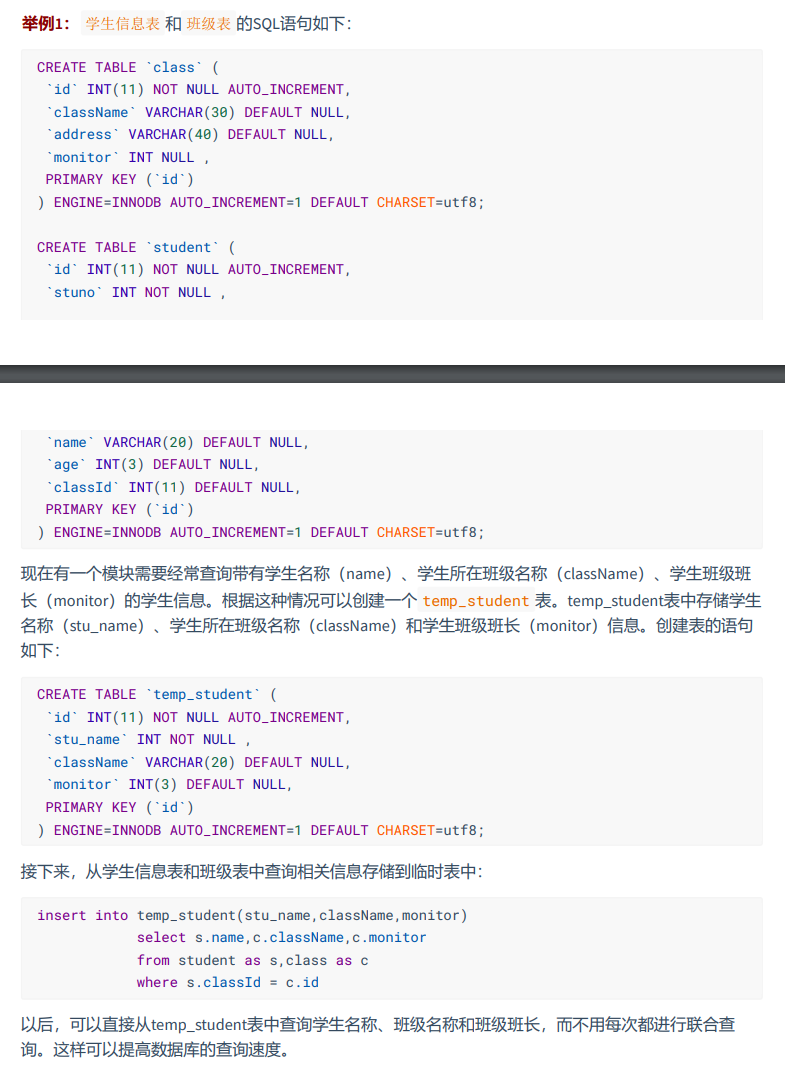 举例1： 学生信息表 和 班级表 的SQL语句如下：
CREATE TABLE `class` (
`id` INT(11) NOT NULL AUTO_INCREMENT,
`className` VARCHAR(30) DEFAULT NULL,
`address` VARCHAR(40) DEFAULT NULL,
`monitor` INT NULL ,
PRIMARY KEY (`id`)
) ENGINE=INNODB AUTO_INCREMENT=1 DEFAULT CHARSET=utf8;
CREATE TABLE `student` (
`id` INT(11) NOT NULL AUTO_INCREMENT,
`stuno` INT NOT NULL ,
`name` VARCHAR(20) DEFAULT NULL,
`age` INT(3) DEFAULT NULL,
`classId` INT(11) DEFAULT NULL,
PRIMARY KEY (`id`)
) ENGINE=INNODB AUTO_INCREMENT=1 DEFAULT CHARSET=utf8;
现在有一个模块需要经常查询带有学生名称（name）、学生所在班级名称（className）、学生班级班
长（monitor）的学生信息。根据这种情况可以创建一个 temp_student 表。temp_student表中存储学生
名称（stu_name）、学生所在班级名称（className）和学生班级班长（monitor）信息。创建表的语句
如下：
CREATE TABLE `temp_student` (
`id` INT(11) NOT NULL AUTO_INCREMENT,
`stu_name` INT NOT NULL ,
`className` VARCHAR(20) DEFAULT NULL,
`monitor` INT(3) DEFAULT NULL,
PRIMARY KEY (`id`)
) ENGINE=INNODB AUTO_INCREMENT=1 DEFAULT CHARSET=utf8;
接下来，从学生信息表和班级表中查询相关信息存储到临时表中：
insert into temp_student(stu_name,className,monitor)
select s.name,c.className,c.monitor
from student as s,class as c
where s.classId = c.id
以后，可以直接从temp_student表中查询学生名称、班级名称和班级班长，而不用每次都进行联合查
询。这样可以提高数据库的查询速度。